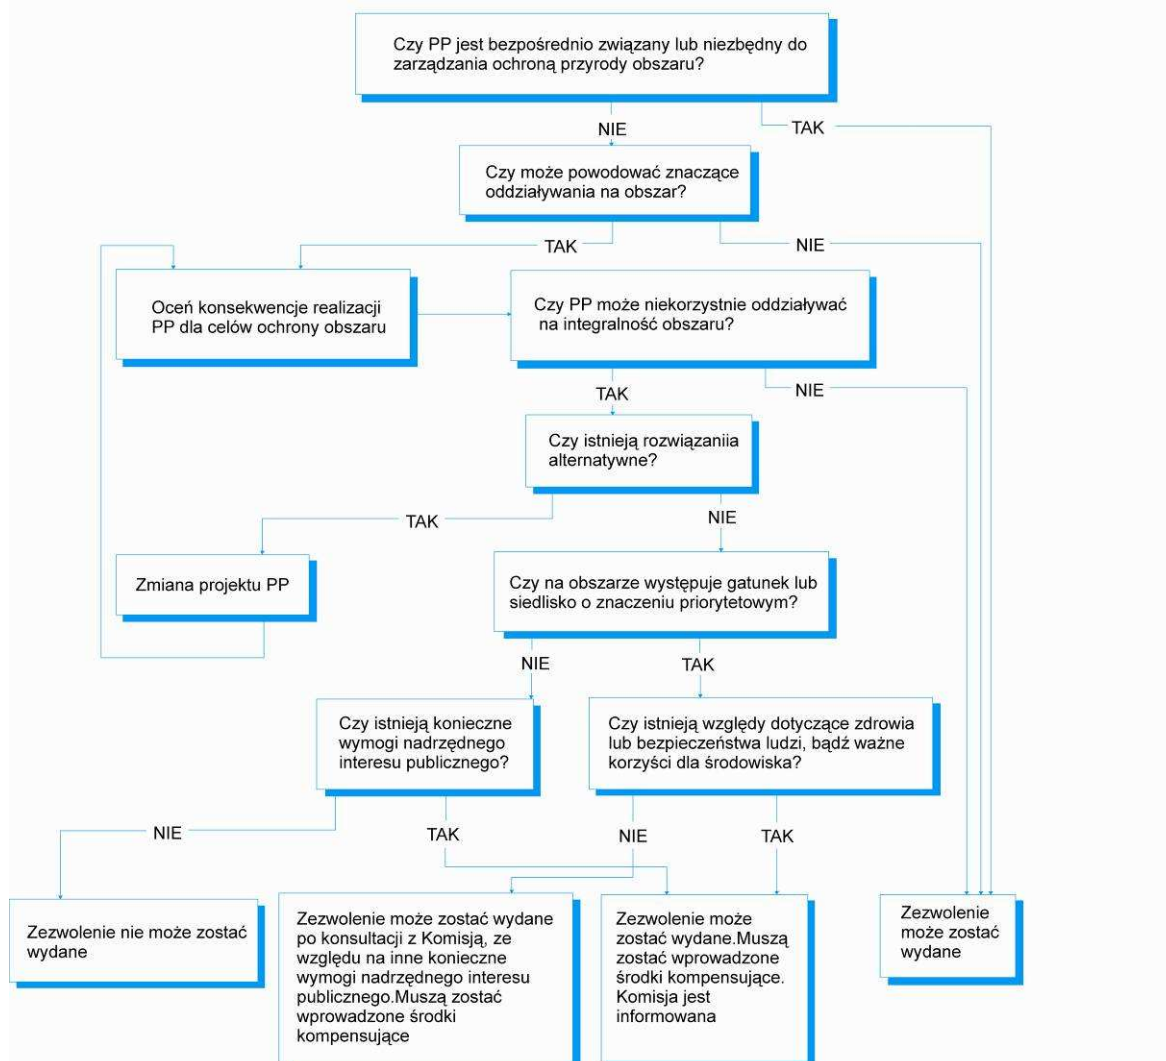 Czy PP jest bezpośrednio związany lub niezbędny do
zarządzania ochroną przyrody obszaru?
NIE
TAK
Czy może powodować znaczące
oddziaływania na obszar?
TAK
NIE
Oceń konsekwencje realizacji
PP dla celów ochrony obszaru
Czy PP może niekorzystnie oddziaływać
na integralność obszaru?
TAK
NIE
Czy istnieją rozwiązaniia
alternatywne?
TAK
NIE
Zmiana projektu PP
Czy na obszarze występuje gatunek lub
siedlisko o znaczeniu priorytetowym?
NIE
TAK
Czy istnieją konieczne
wymogi nadrzędnego
interesu publicznego?
Czy istnieją względy dotyczące zdrowia
lub bezpieczeństwa ludzi, bądź ważne
korzyści dla środowiska?
NIE
TAK
NIE
TAK
Zezwolenie nie może zostać
wydane
Zezwolenie może zostać wydane
po konsultacji z Komisją, ze
względu na inne konieczne
wymogi nadrzędnego interesu
publicznego.Muszą zostać
wprowadzone środki
kompensujące
Zezwolenie może
zostać wydane.Muszą
zostać wprowadzone
środki kompensujące.
Komisja jest
informowana
Zezwolenie
może zostać
wydane